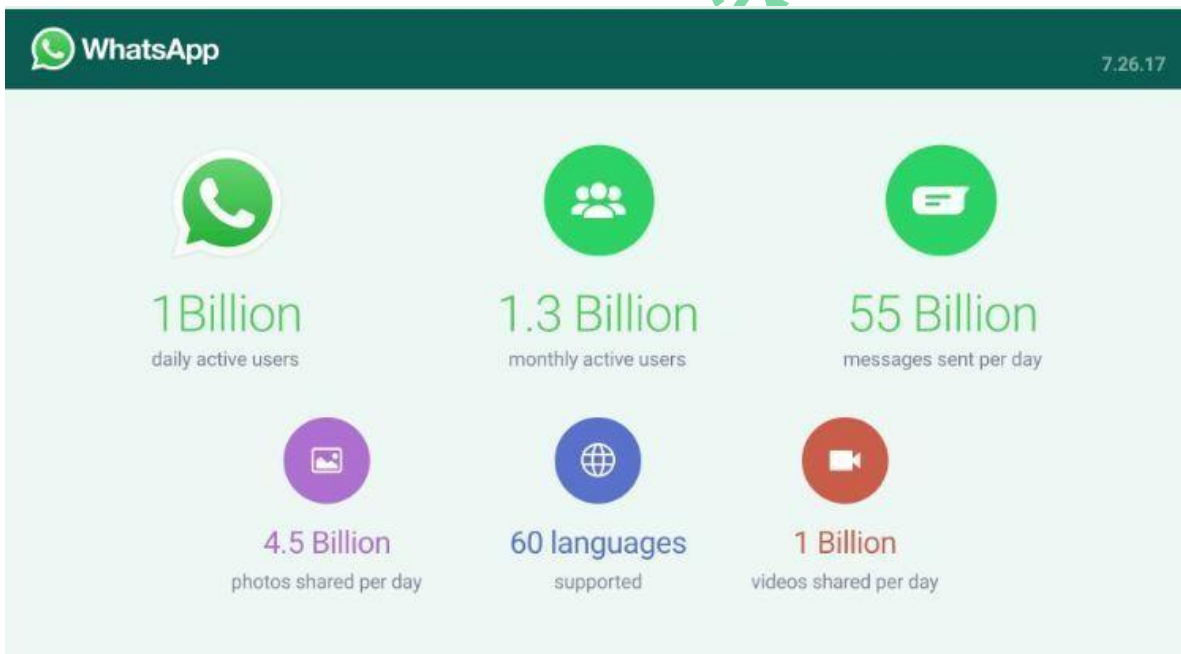 WhatsApp
7.26.17
1Billion
daily active users
1.3 Billion
monthly active users
55 Billion
messages sent per day
4.5 Billion
photos shared per day
60 languages
supported
1 Billion
videos shared per day